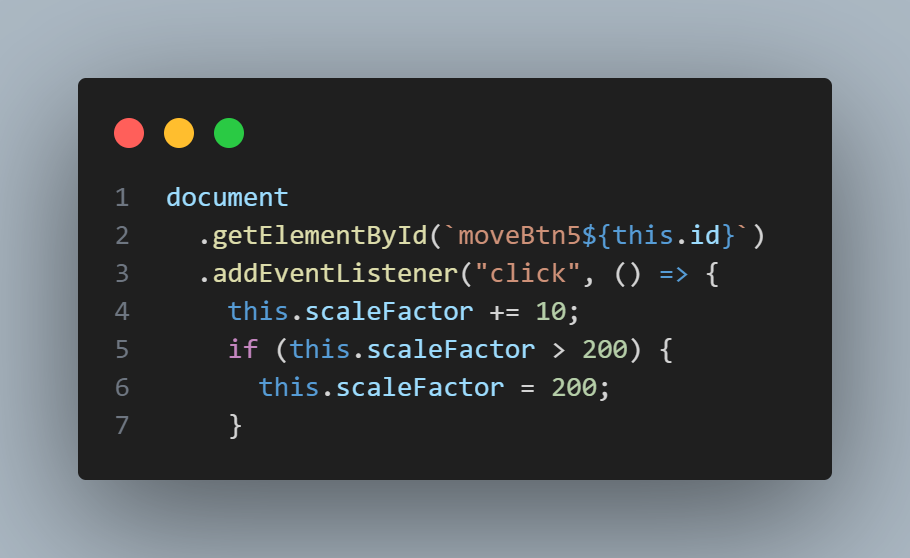 1 document
2 .getElementById(`moveBtn5${this.id}`)
3 .addEventListener("click", () => {
4 this.scaleFactor += 10;
5 if (this.scaleFactor > 200) {
6 this.scaleFactor = 200;
7 }